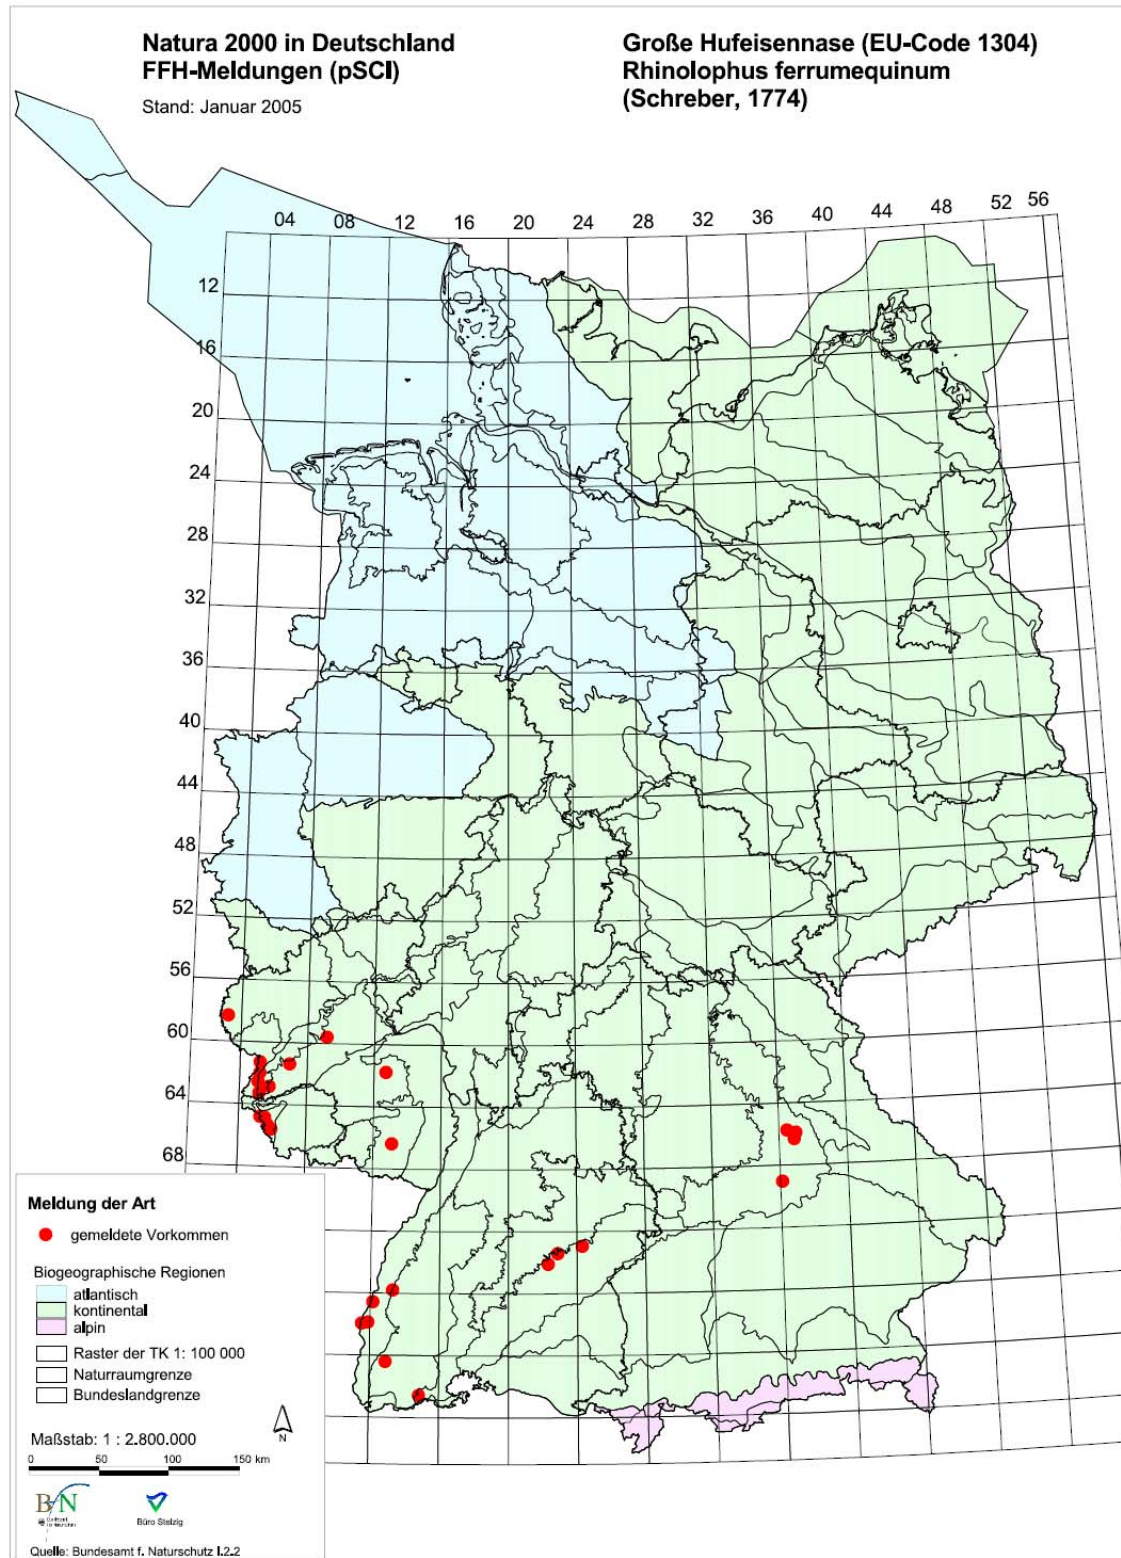 Natura 2000 in Deutschland
FFH-Meldungen (pSCI)
Stand: Januar 2005
Große Hufeisennase (EU-Code 1304)
Rhinolophus ferrumequinum
(Schreber, 1774)
04 08 12 16 20 24 28 32 36 40 44 48 52 56
12
16
20
24
28
32
36
40
44
48
52
56
60
64
68
Meldung der Art
gemeldete Vorkommen
Biogeographische Regionen
atlantisch
kontinental
alpin
Raster der TK 1: 100 000
Naturraumgrenze
Bundeslandgrenze
N
Maßstab: 1 : 2.800.000
0 50 100 150 km
BfN
Büro Stelzig
Quelle: Bundesamt f. Naturschutz I.2.2